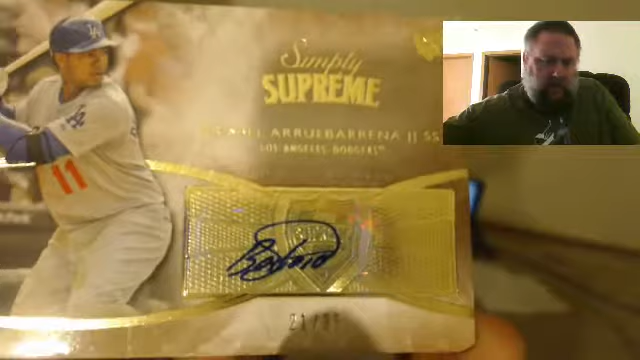 Simply
SUPREME
ARRUEBARRENA || SS
LOS ANGELES DODGERS®
LA
11